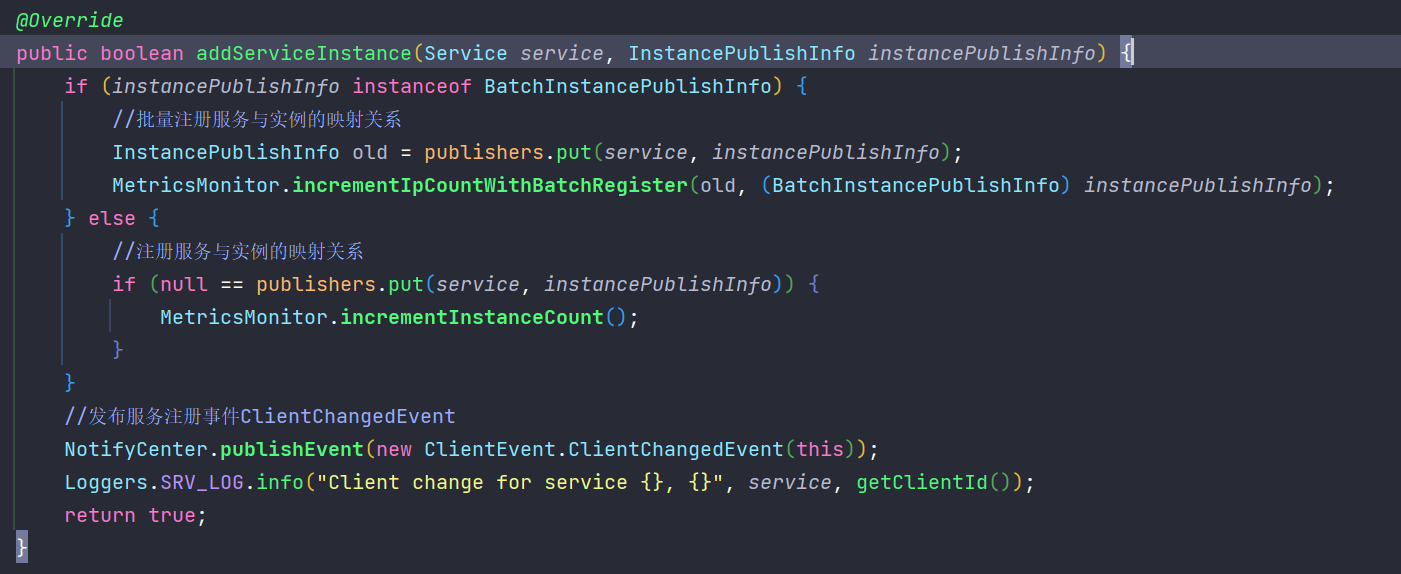 @Override
public boolean addServiceInstance(Service service, InstancePublishInfo instancePublishInfo) {
if (instancePublishInfo instanceof BatchInstancePublishInfo) {
//批量注册服务与实例的映射关系
InstancePublishInfo old = publishers.put(service, instancePublishInfo);
MetricsMonitor.incrementIpCountWithBatchRegister(old, (BatchInstancePublishInfo) instancePublishInfo);
} else {
//注册服务与实例的映射关系
if (null == publishers.put(service, instancePublishInfo)) {
MetricsMonitor.incrementInstanceCount();
}
}
//发布服务注册事件ClientChangedEvent
NotifyCenter.publishEvent(new ClientEvent.ClientChangedEvent(this));
Loggers.SRV_LOG.info("Client change for service {}, {}", service, getClientId());
return true;
}